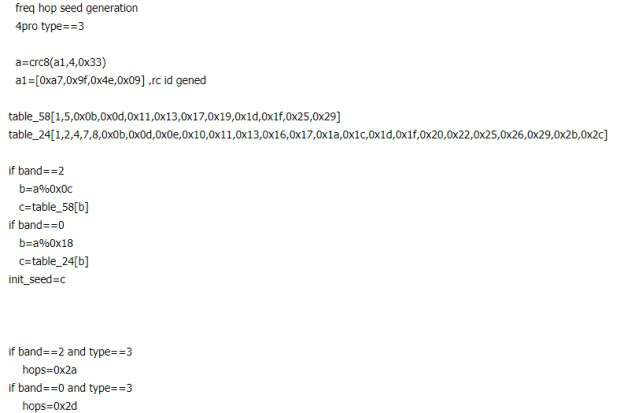 freq hop seed generation
4pro type==3
a=crc8(a1,4,0x33)
a1=[0xa7,0x9f,0x4e,0x09] ,rc id gened
table_58[1,5,0x0b,0x0d,0x11,0x13,0x17,0x19,0x1d,0x1f,0x25,0x29]
table_24[1,2,4,7,8,0x0b,0x0d,0x0e,0x10,0x11,0x13,0x16,0x17,0x1a,0x1c,0x1d,0x1f,0x20,0x22,0x25,0x26,0x29,0x2b,0x2c]
if band==2
b=a%0x0c
c=table_58[b]
if band==0
b=a%0x18
c=table_24[b]
init_seed=c
if band==2 and type==3
hops=0x2a
if band==0 and type==3
hops=0x2d